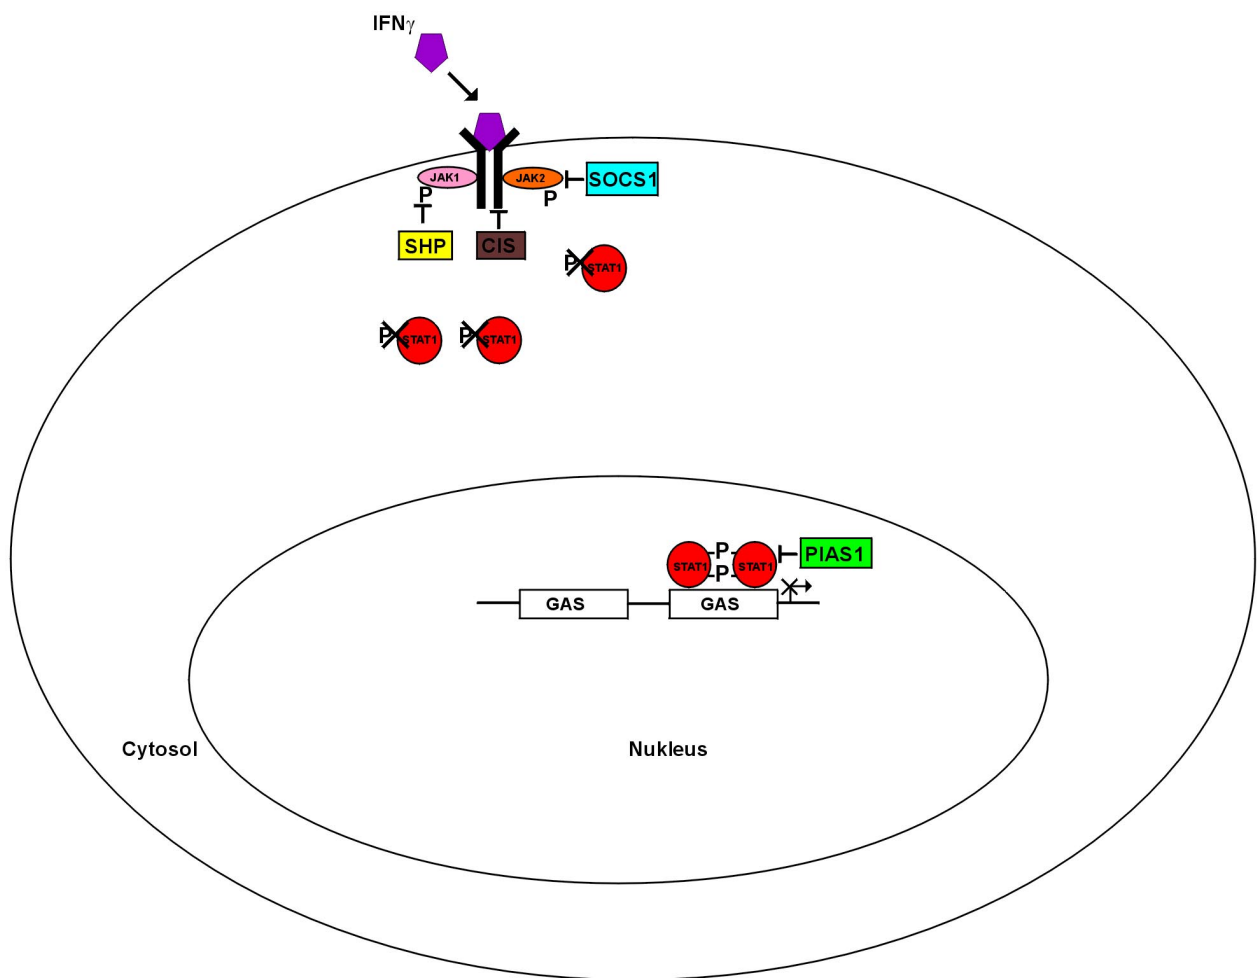 IFNγ
JAK1
JAK2
SOCS1
P
P
SHP
CIS
P
STAT1
P
STAT1
P
STAT1
P
STAT1
STAT1
P
PIAS1
GAS
GAS
Cytosol
Nukleus